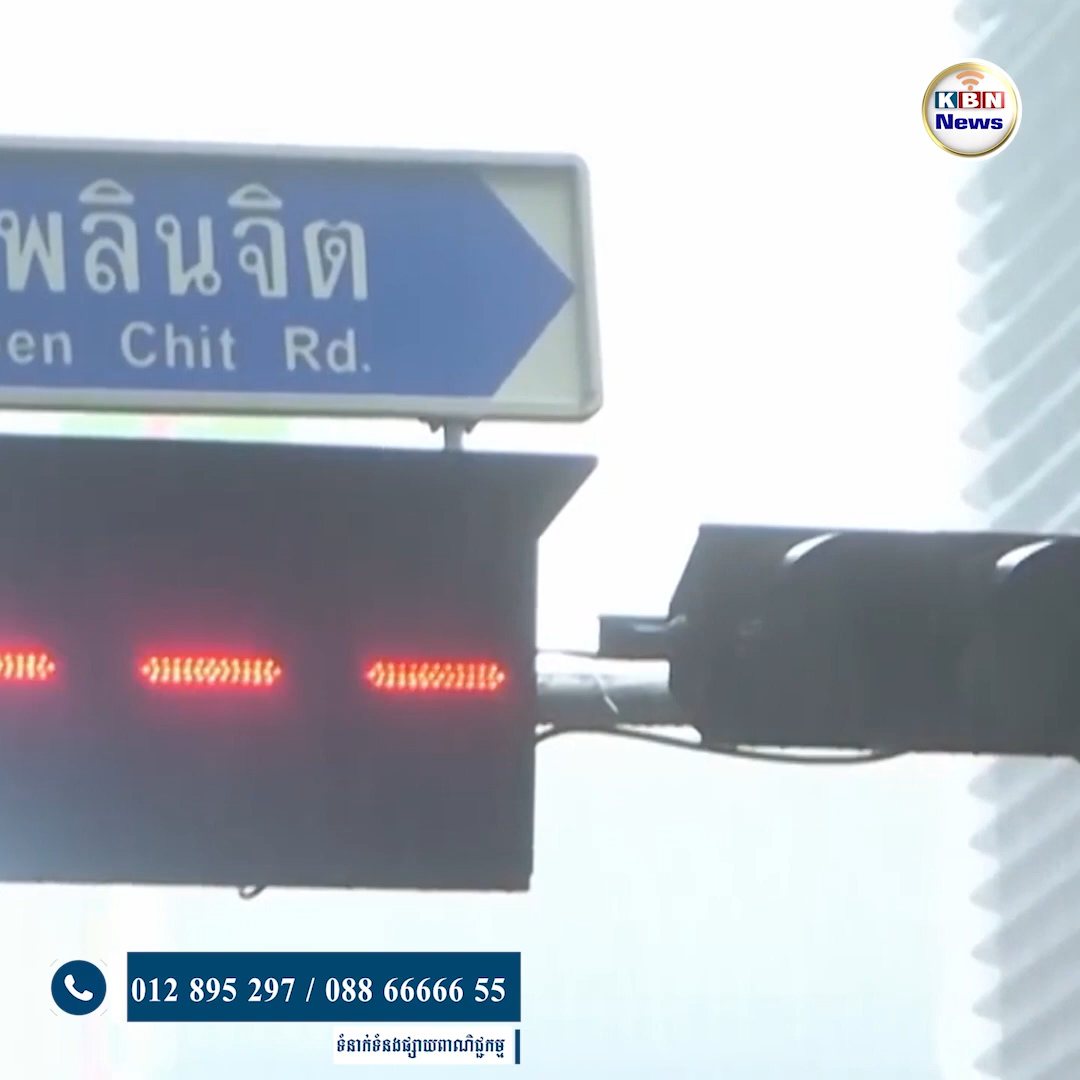 KBN
News
พลินจิต
en Chit Rd.
012 895 297 / 088 66666 55
ទំនាក់ទំនងផ្សាយពាណិជ្ជកម្ម